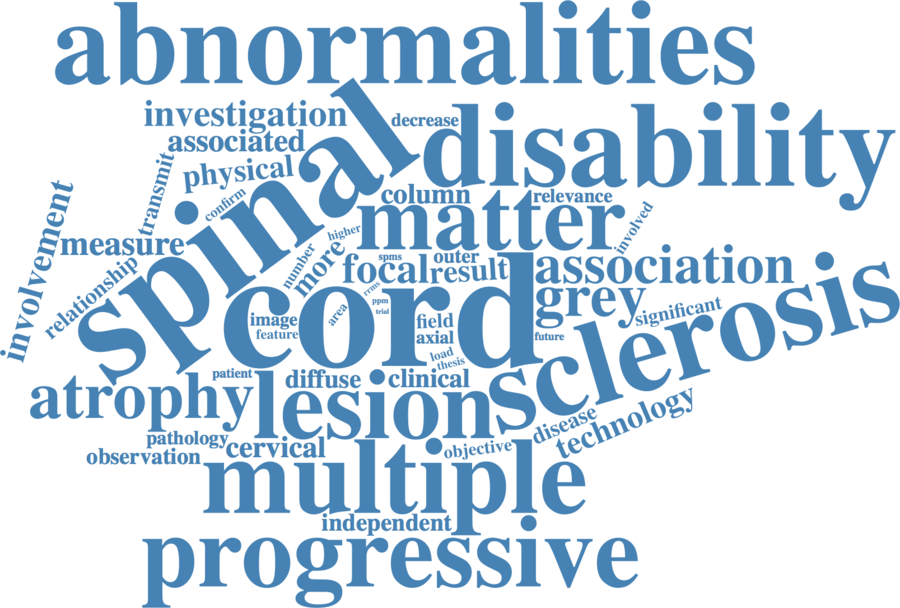 abnormalities
investigation
decrease
disability
associated
physical
transmit
confirm
spinal
column
relevance
involvement
measure
higher
matter
involved
relationship
number
more
spms
outer
focal
result
association
rrms
ppm
trial
area
cord
grey
significant
image
feature
field
axial
future
sclerosis
load
thesis
patient
diffuse
clinical
atrophy
lesion
disease
technology
pathology
cervical
objective
observation
multiple
independent
progressive